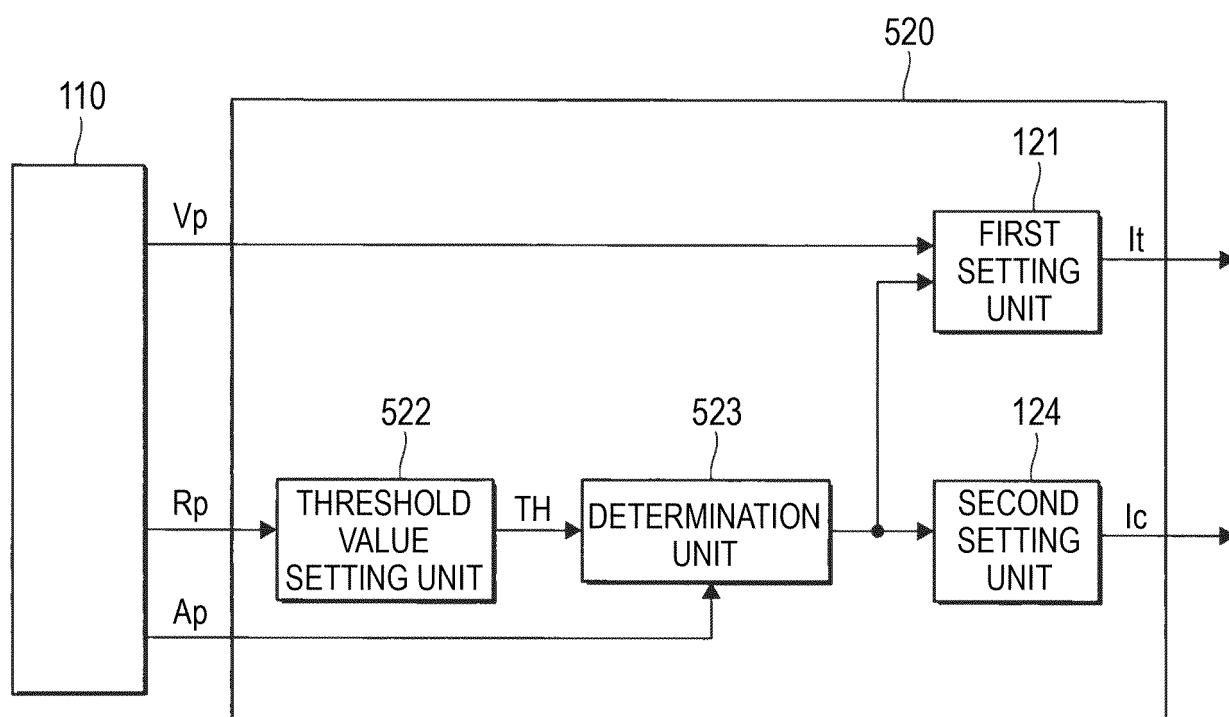 520
110
121
Vp
FIRST
SETTING
UNIT
It
522
523
124
Rp
THRESHOLD
VALUE
SETTING UNIT
TH
DETERMINATION
UNIT
SECOND
SETTING
UNIT
Ic
Ap